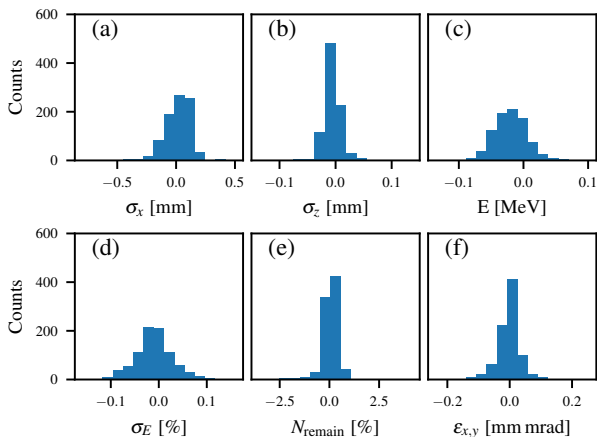 (a) (b) (c)
600
400
200
0
Counts
−0.5 0.0 0.5
−0.1 0.0 0.1
−0.1 0.0 0.1
σx [mm] σz [mm] E [MeV]
(d) (e) (f)
600
400
200
0
Counts
−0.1 0.0 0.1
−2.5 0.0 2.5
−0.2 0.0 0.2
σE [%] Nremain [%] εx,y [mm mrad]